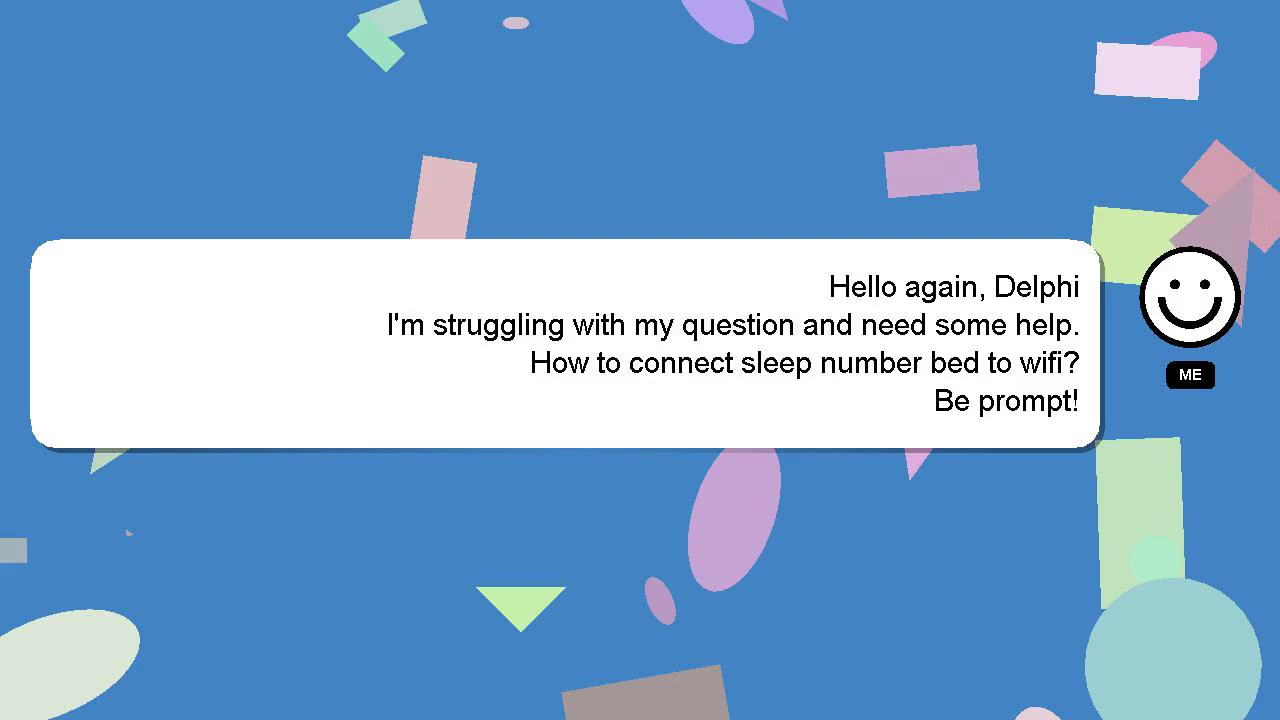 Hello again, Delphi
I'm struggling with my question and need some help.
How to connect sleep number bed to wifi?
Be prompt!
ME